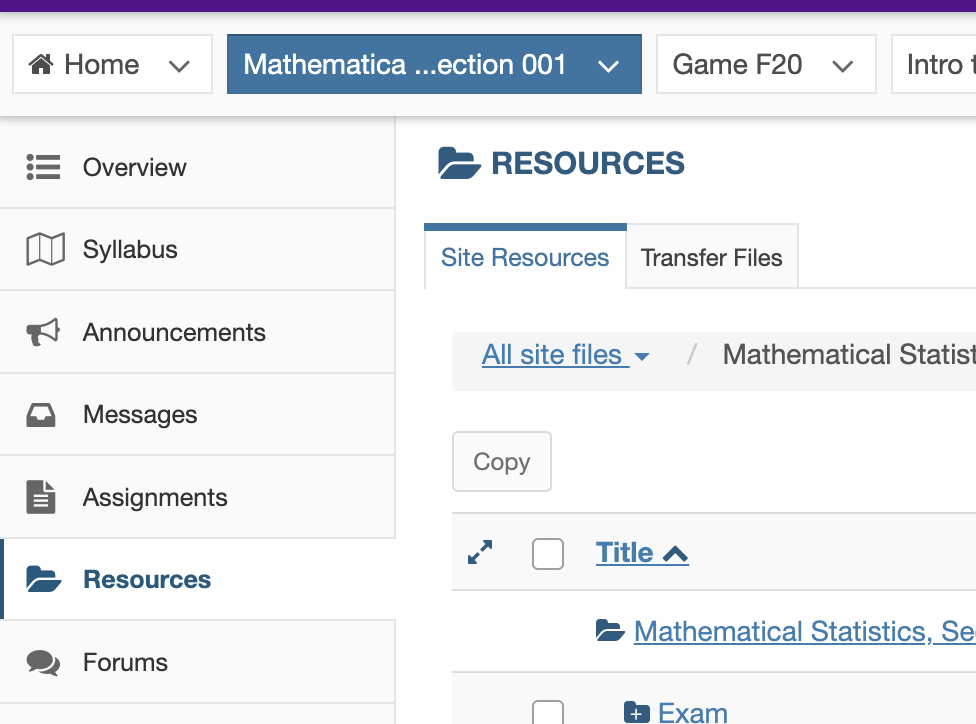 Home
Mathematica ...ection 001
Game F20
Intro
Overview
Syllabus
Announcements
Messages
Assignments
Resources
Forums
RESOURCES
Site Resources
Transfer Files
All site files / Mathematical Statist
Copy
Title
Mathematical Statistics, Se
Exam